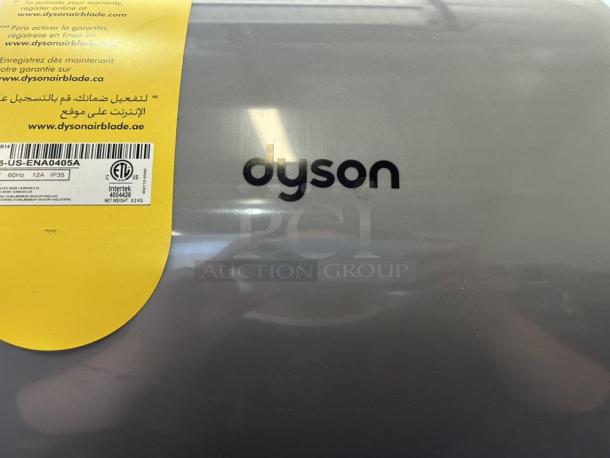 To activate your warranty,
register online at
www.dysonairblade.com
Para activar la garantía,
regístrese en línea en
Enregistrez dès maintenant
votre garantie sur
www.dysonairblade.ca
لتفعيل ضمانك، قم بالتسجيل على
الإنترنت على موقع
www.dysonairblade.ae
-US-ENA0405A
60Hz 12A IP35
C ETL US
Intertek
4004426
NET WEIGHT
dyson
PCI
AUCTION GROUP